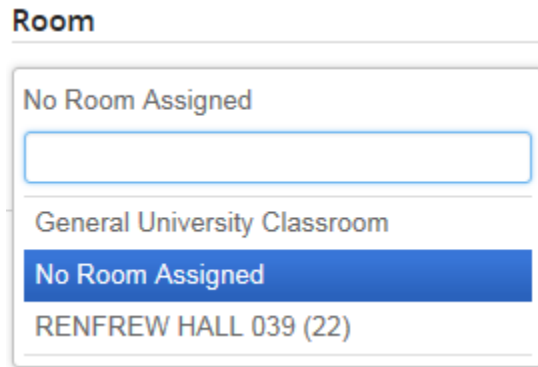 Room
No Room Assigned
General University Classroom
No Room Assigned
RENFREW HALL 039 (22)